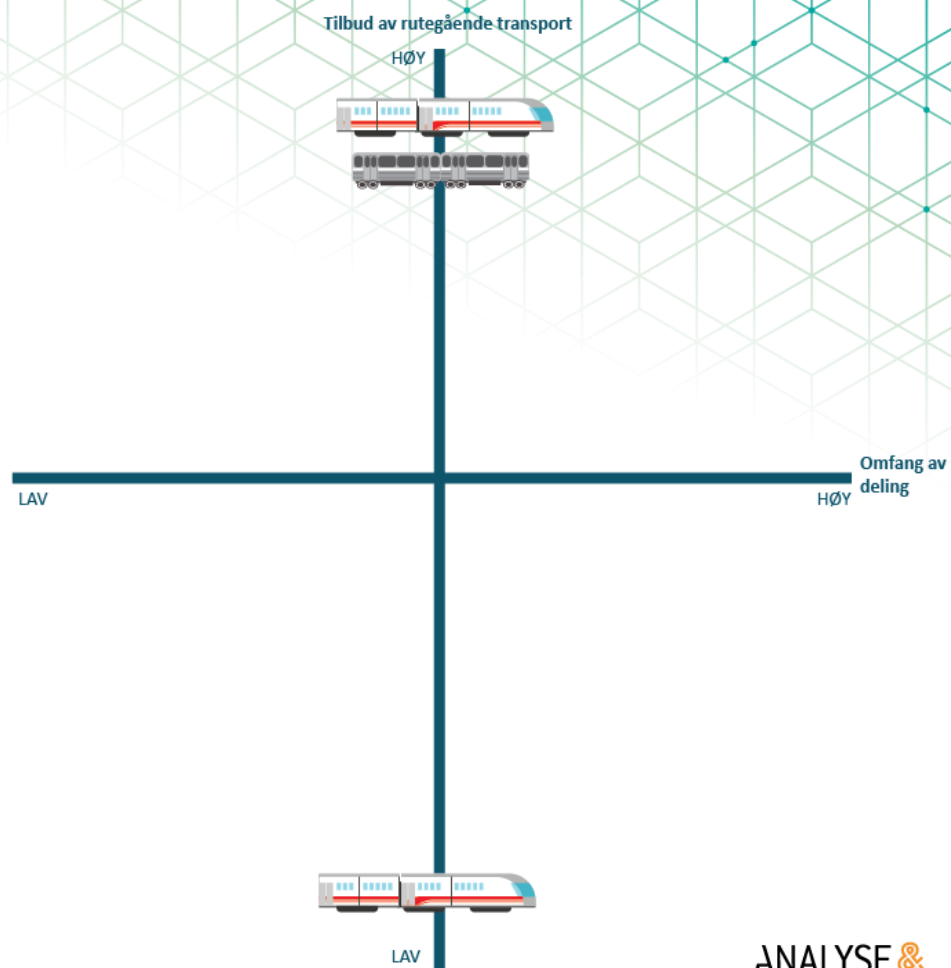 Tilbud av rutegående transport
HØY
Omfang av
deling
LAV
HØY
LAV
ANALYSE &